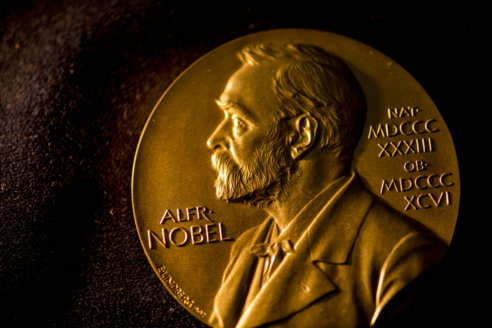 ALFR·
NOBEL
NAT·
MDCCC
XXXIII
OB·
MDCCC
XCVI